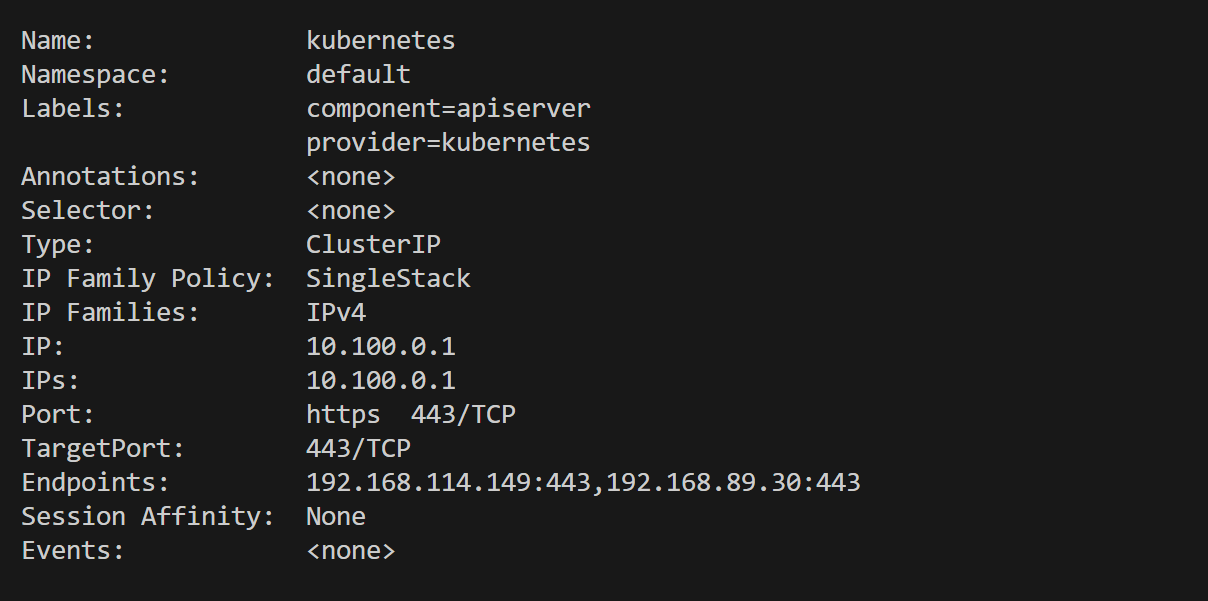 Name:              kubernetes
Namespace:         default
Labels:            component=apiserver
                   provider=kubernetes
Annotations:       <none>
Selector:          <none>
Type:              ClusterIP
IP Family Policy:  SingleStack
IP Families:       IPv4
IP:                10.100.0.1
IPs:               10.100.0.1
Port:              https  443/TCP
TargetPort:        443/TCP
Endpoints:         192.168.114.149:443,192.168.89.30:443
Session Affinity:  None
Events:            <none>